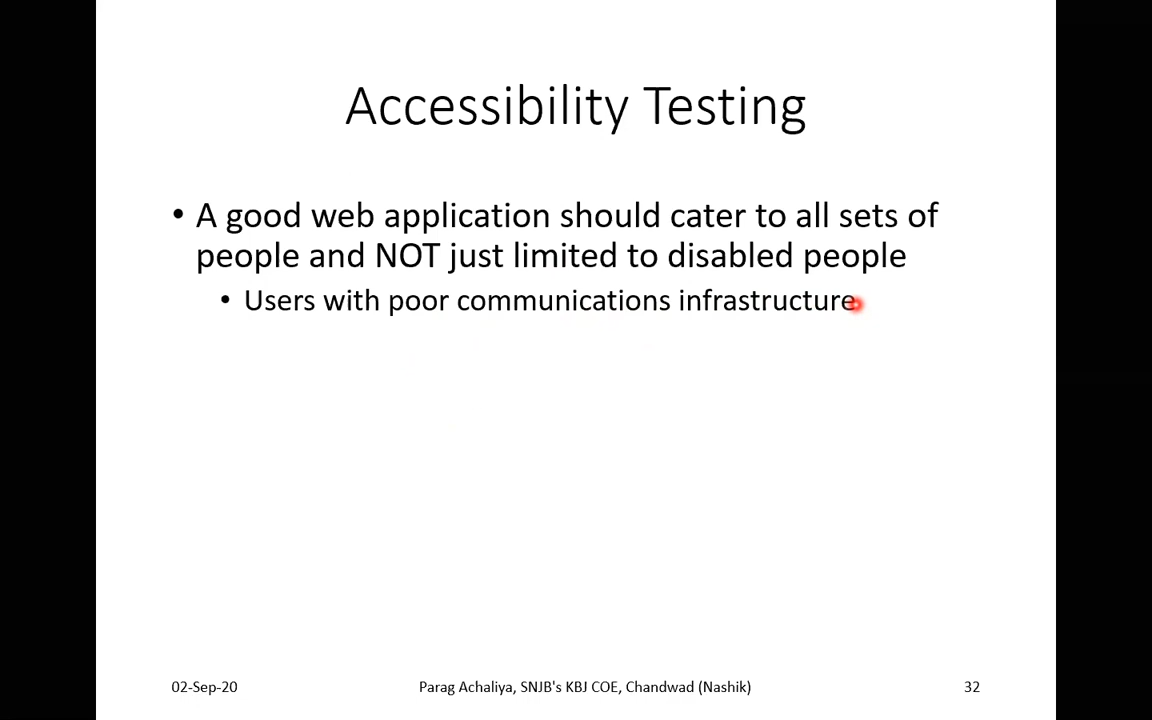 Accessibility Testing
• A good web application should cater to all sets of
people and NOT just limited to disabled people
• Users with poor communications infrastructure
02-Sep-20
Parag Achaliya, SNJB's KBJ COE, Chandwad (Nashik)
32